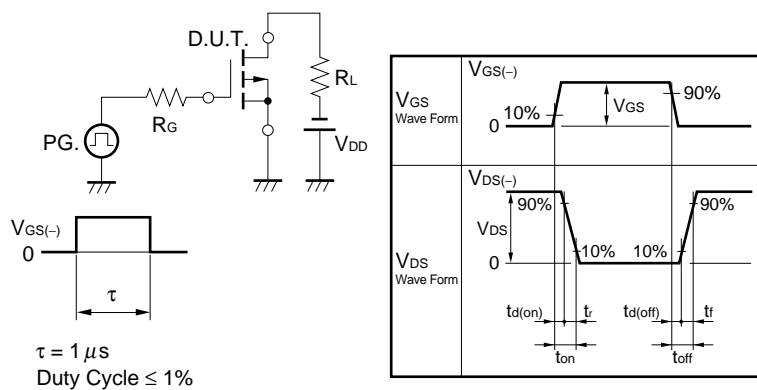 D.U.T.
RL
RG
PG.
VDD
VGS(−)
0
τ
τ = 1 μs
Duty Cycle ≤ 1%
VGS
Wave Form
VGS(−)
10%
VGS
90%
0
VDS
Wave Form
VDS(−)
90%
90%
VDS
10%
10%
0
td(on)
tr
td(off)
tf
ton
toff